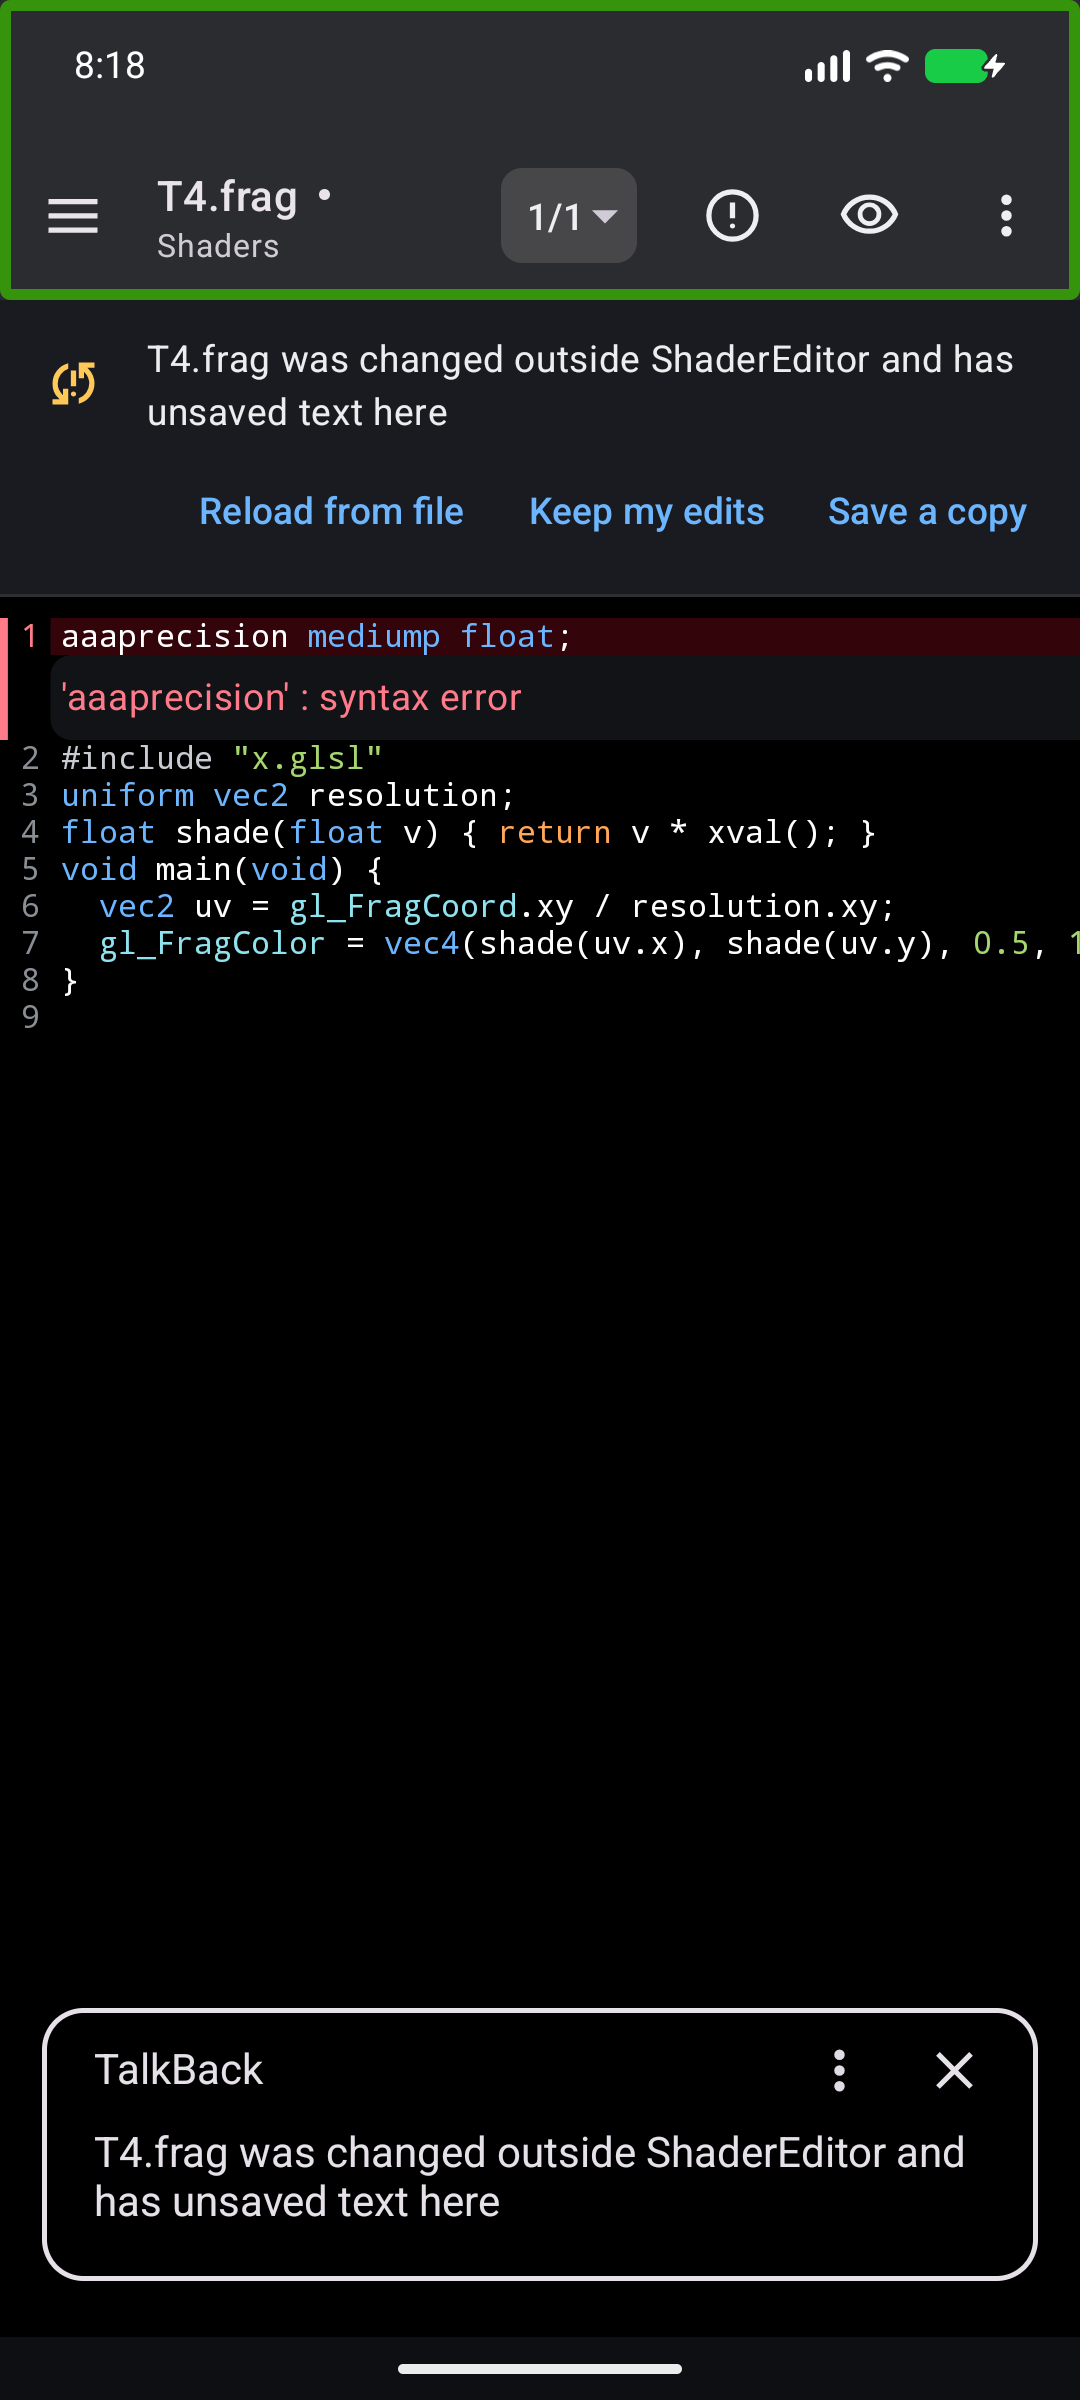 8:18
T4.frag •
Shaders
1/1
T4.frag was changed outside ShaderEditor and has
unsaved text here
Reload from file Keep my edits Save a copy
1 aaaprecision mediump float;
'aaaprecision' : syntax error
2 #include "x.glsl"
3 uniform vec2 resolution;
4 float shade(float v) { return v * xval(); }
5 void main(void) {
6   vec2 uv = gl_FragCoord.xy / resolution.xy;
7   gl_FragColor = vec4(shade(uv.x), shade(uv.y), 0.5, 1
8 }
9
TalkBack
T4.frag was changed outside ShaderEditor and
has unsaved text here